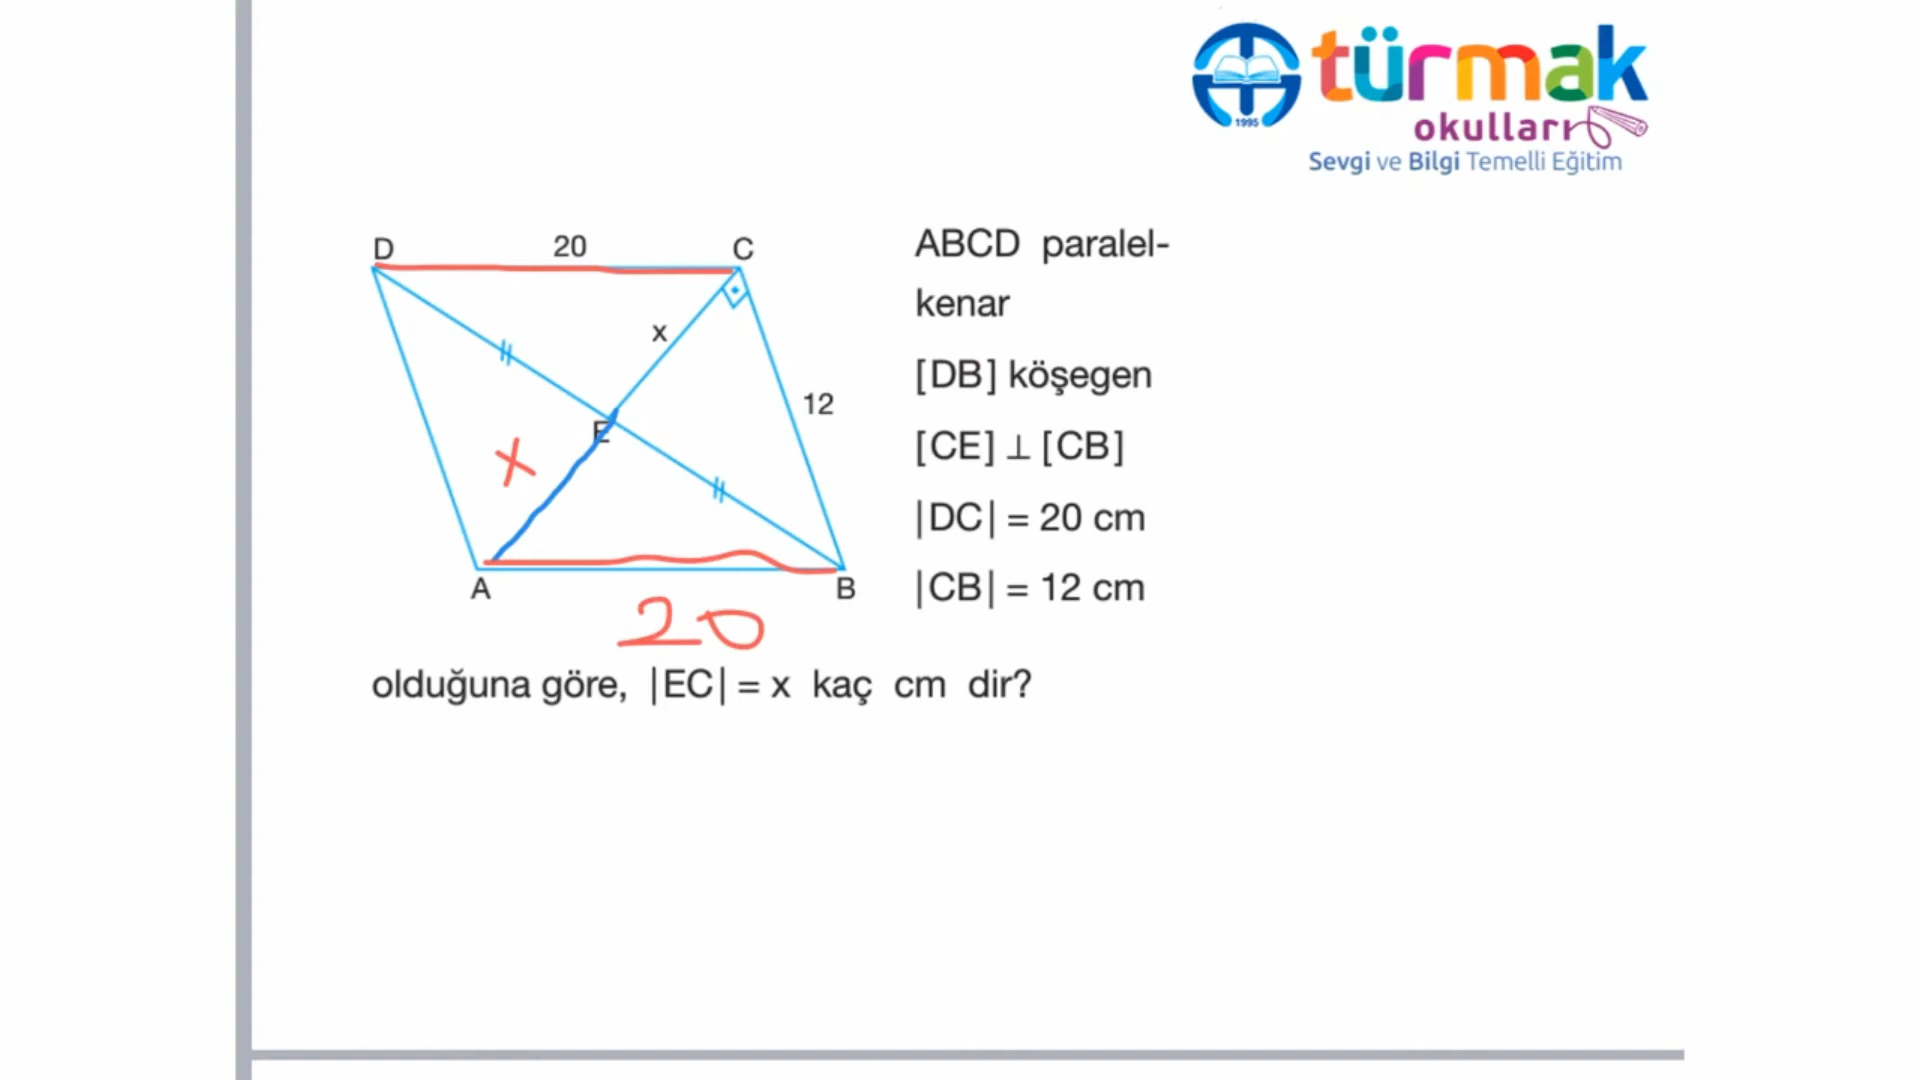 türmak
okulları
1995
Sevgi ve Bilgi Temelli Eğitim
D 20 C
x
12
E
x
A B
20
ABCD paralel-
kenar
[DB] köşegen
[CE] ⊥ [CB]
|DC| = 20 cm
|CB| = 12 cm
olduğuna göre, |EC| = x kaç cm dir?